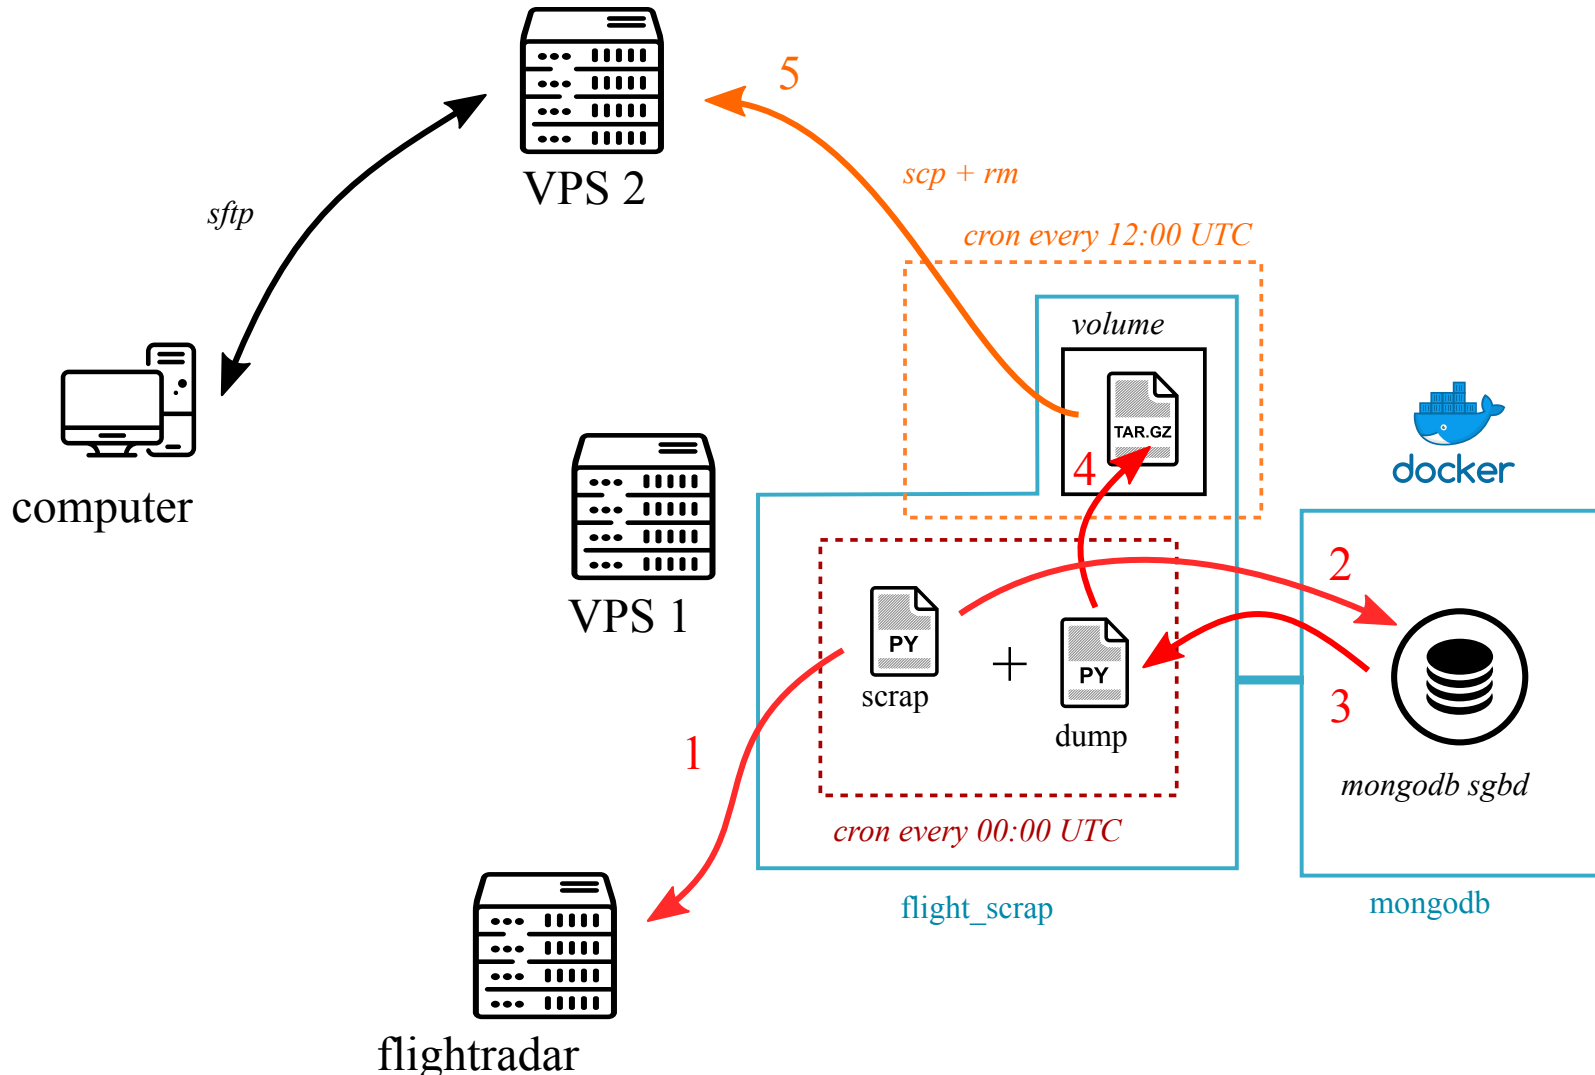 5
VPS 2
scp + rm
sftp
cron every 12:00 UTC
volume
TAR.GZ
4
docker
computer
VPS 1
2
PY
scrap
+
PY
dump
3
1
mongodb sgbd
cron every 00:00 UTC
flight_scrap
mongodb
flightradar